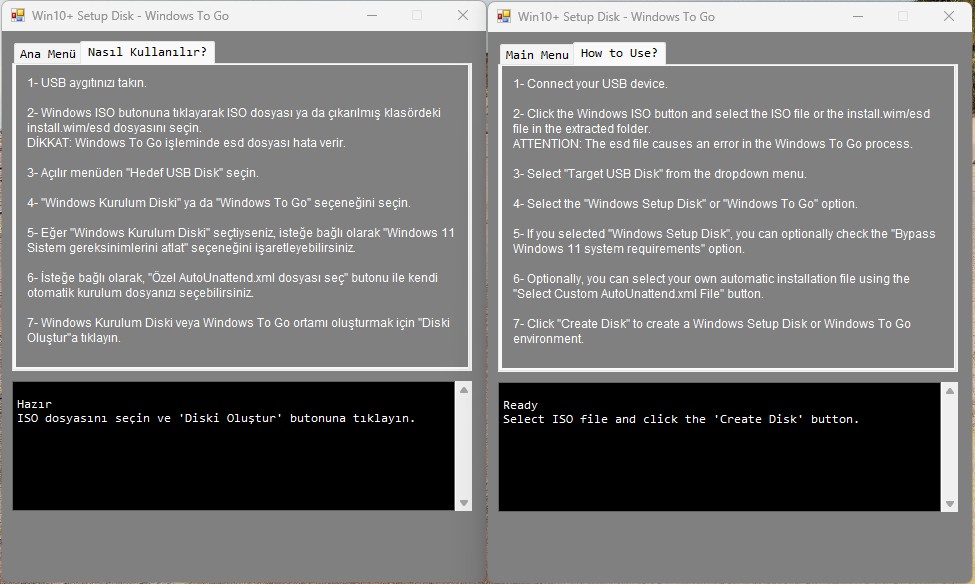 Win10+ Setup Disk - Windows To Go
Ana Menü
Nasıl Kullanılır?
1- USB aygıtınızı takın.
2- Windows ISO butonuna tıklayarak ISO dosyası ya da çıkarılmış klasördeki
install.wim/esd dosyasını seçin.
DİKKAT: Windows To Go işleminde esd dosyası hata verir.
3- Açılır menüden "Hedef USB Disk" seçin.
4- "Windows Kurulum Diski" ya da "Windows To Go" seçeneğini seçin.
5- Eğer "Windows Kurulum Diski" seçtiyseniz, isteğe bağlı olarak "Windows 11
Sistem gereksinimlerini atlat" seçeneğini işaretleyebilirsiniz.
6- İsteğe bağlı olarak, "Özel AutoUnattend.xml dosyası seç" butonu ile kendi
otomatik kurulum dosyanızı seçebilirsiniz.
7- Windows Kurulum Diski veya Windows To Go ortamı oluşturmak için "Diski
Oluştur"a tıklayın.
Hazır
ISO dosyasını seçin ve 'Diski Oluştur' butonuna tıklayın.
Win10+ Setup Disk - Windows To Go
Main Menu
How to Use?
1- Connect your USB device.
2- Click the Windows ISO button and select the ISO file or the install.wim/esd
file in the extracted folder.
ATTENTION: The esd file causes an error in the Windows To Go process.
3- Select "Target USB Disk" from the dropdown menu.
4- Select the "Windows Setup Disk" or "Windows To Go" option.
5- If you selected "Windows Setup Disk", you can optionally check the "Bypass
Windows 11 system requirements" option.
6- Optionally, you can select your own automatic installation file using the
"Select Custom AutoUnattend.xml File" button.
7- Click "Create Disk" to create a Windows Setup Disk or Windows To Go
environment.
Ready
Select ISO file and click the 'Create Disk' button.